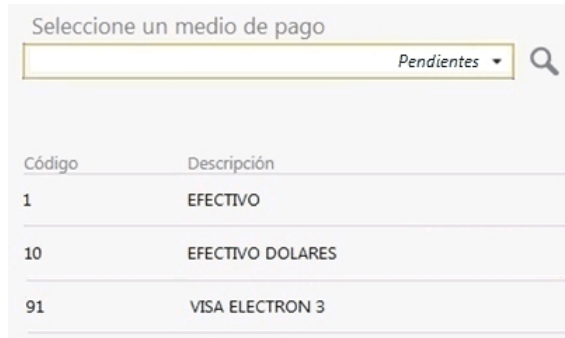 Seleccione un medio de pago
Pendientes
Código Descripción
1 EFECTIVO
10 EFECTIVO DOLARES
91 VISA ELECTRON 3